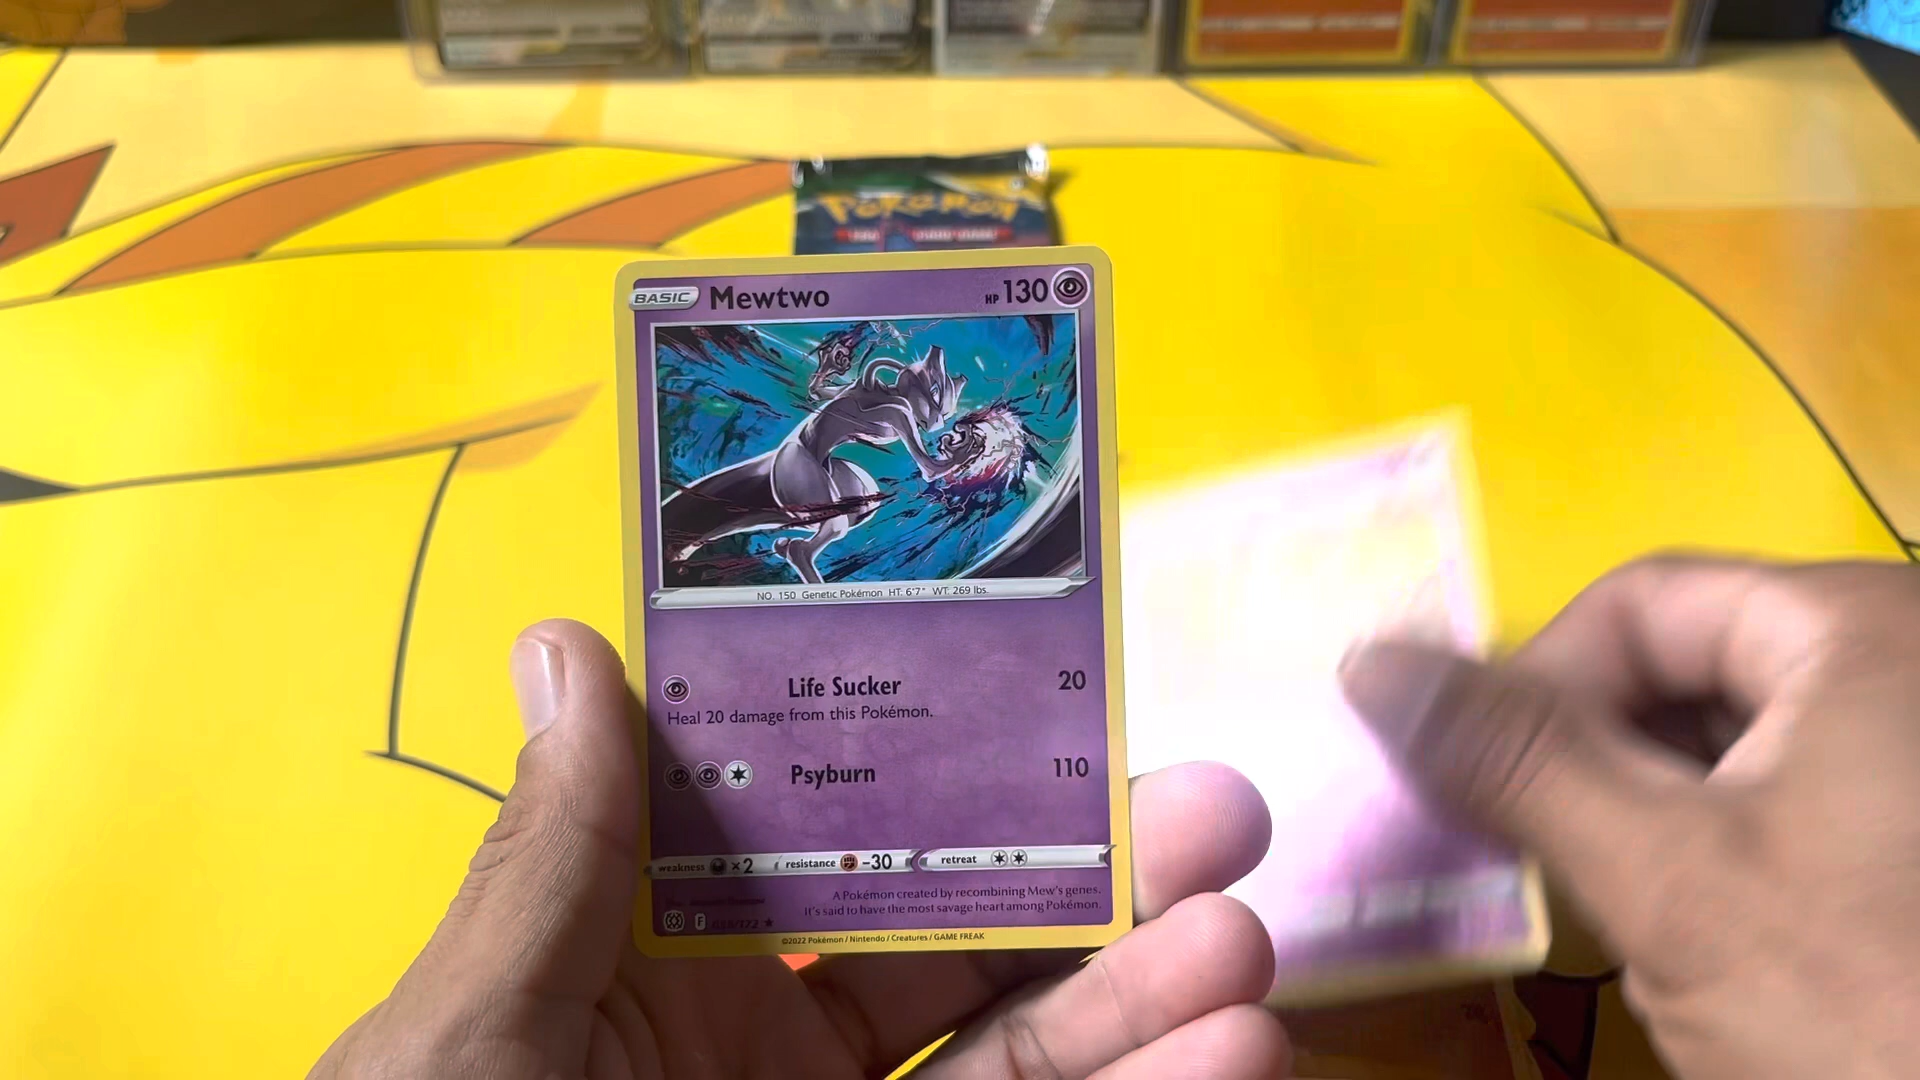 Pokémon
BASIC Mewtwo HP 130
NO. 150 Genetic Pokémon HT: 6'7" WT: 269 lbs.
Life Sucker 20
Heal 20 damage from this Pokémon.
Psyburn 110
weakness ×2 resistance -30 retreat
A Pokémon created by recombining Mew's genes.
It's said to have the most savage heart among Pokémon.
F /172 ★
©2022 Pokémon / Nintendo / Creatures / GAME FREAK